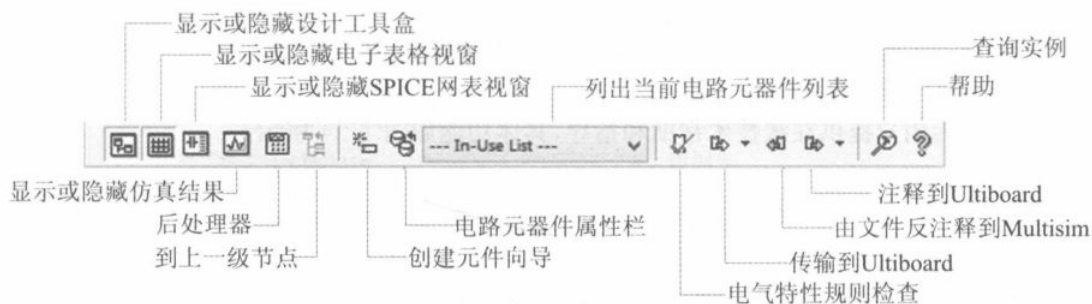 显示或隐藏设计工具盒
显示或隐藏电子表格视窗
查询实例
显示或隐藏SPICE网表视窗
列出当前电路元器件列表
帮助
--- In-Use List ---
显示或隐藏仿真结果
注释到Ultiboard
后处理器
电路元器件属性栏
由文件反注释到Multisim
到上一级节点
创建元件向导
传输到Ultiboard
电气特性规则检查